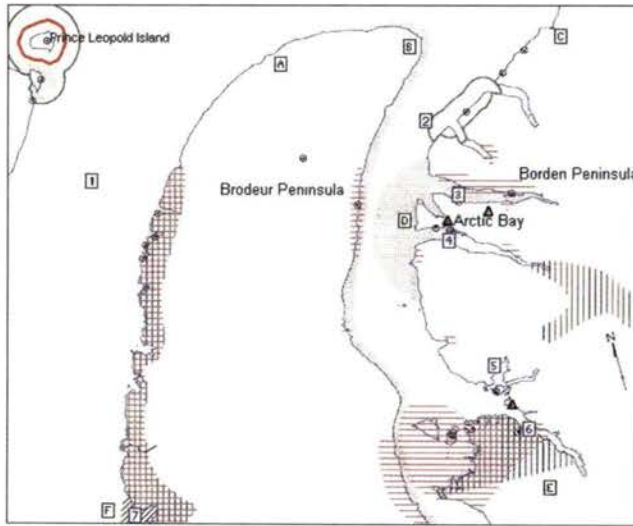 Prince Leopold Island
A
B
C
2
1
Brodeur Peninsula
Borden Peninsula
3
D
Arctic Bay
4
N
5
6
E
F
7